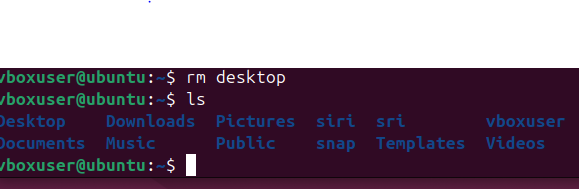 vboxuser@ubuntu:~$ rm desktop
vboxuser@ubuntu:~$ ls
Desktop Downloads Pictures siri sri vboxuser
Documents Music Public snap Templates Videos
vboxuser@ubuntu:~$